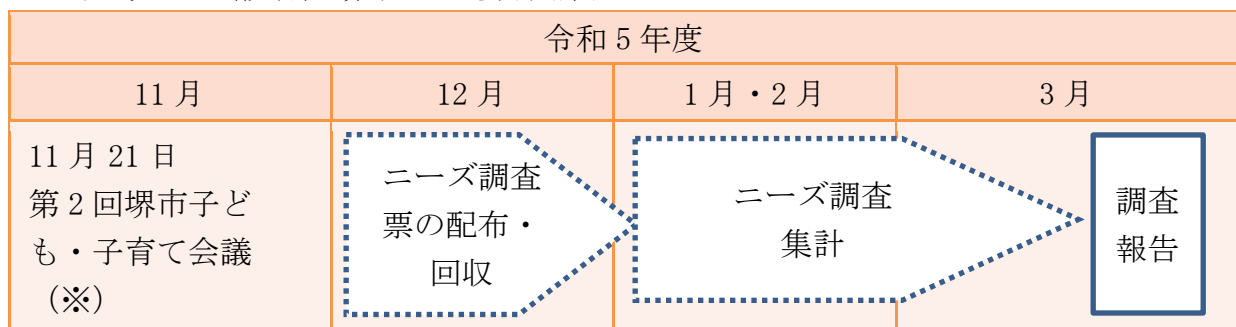 令和5年度
11月
12月
1月・2月
3月
11月21日
第2回堺市子ど
も・子育て会議
（※）
ニーズ調査
票の配布・
回収
ニーズ調査
集計
調査
報告